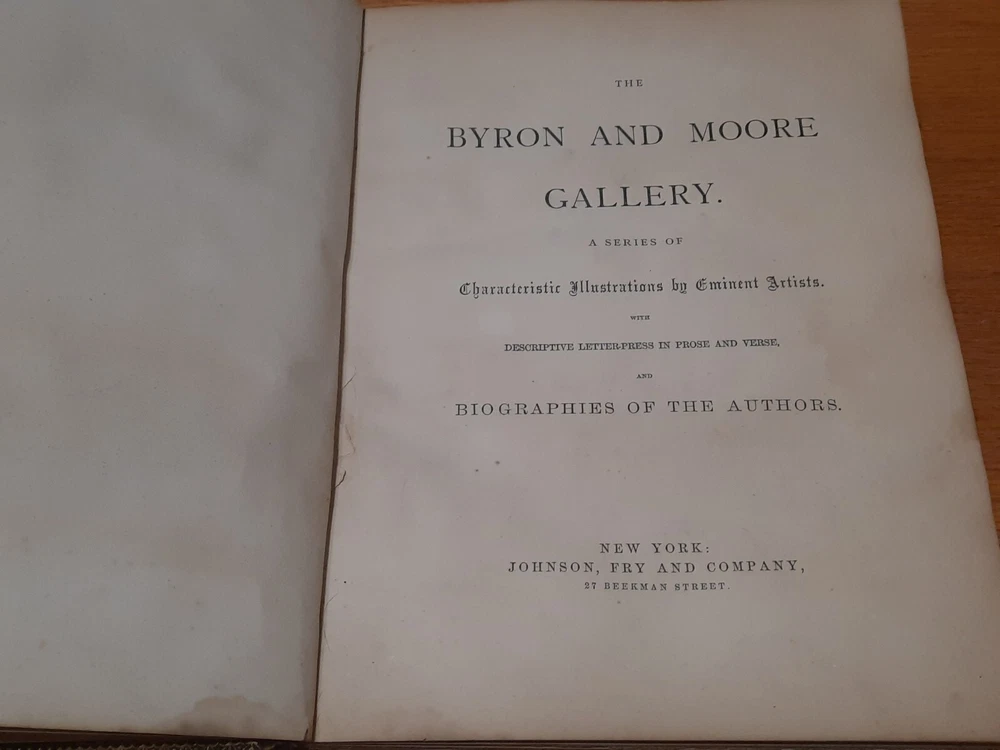 THE
BYRON AND MOORE
GALLERY.
A SERIES OF
Characteristic Illustrations by Eminent Artists.
WITH
DESCRIPTIVE LETTER-PRESS IN PROSE AND VERSE,
AND
BIOGRAPHIES OF THE AUTHORS.
NEW YORK:
JOHNSON, FRY AND COMPANY,
27 BEEKMAN STREET.